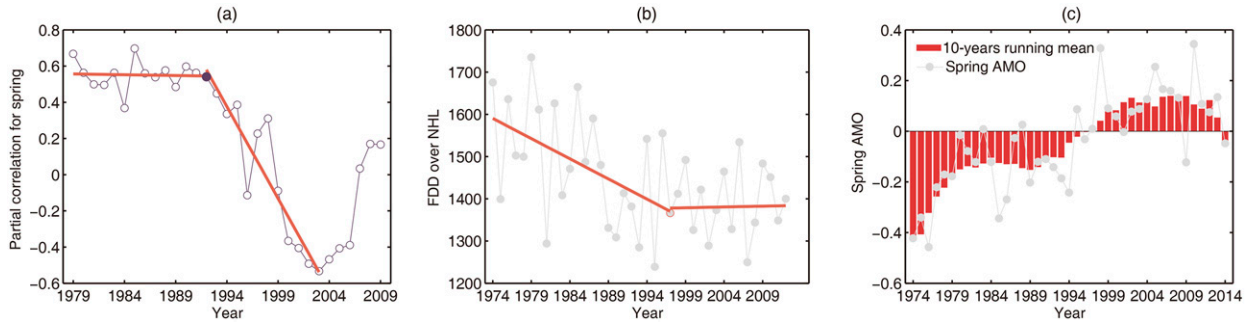 (a)
Partial correlation for spring
0.8
0.6
0.4
0.2
0
−0.2
−0.4
−0.6
1979 1984 1989 1994 1999 2004 2009
Year
(b)
FDD over NHL
1800
1700
1600
1500
1400
1300
1200
1974 1979 1984 1989 1994 1999 2004 2009
Year
(c)
Spring AMO
0.4
0.2
0
−0.2
−0.4
−0.6
10-years running mean
Spring AMO
1974 1979 1984 1989 1994 1999 2004 2009 2014
Year